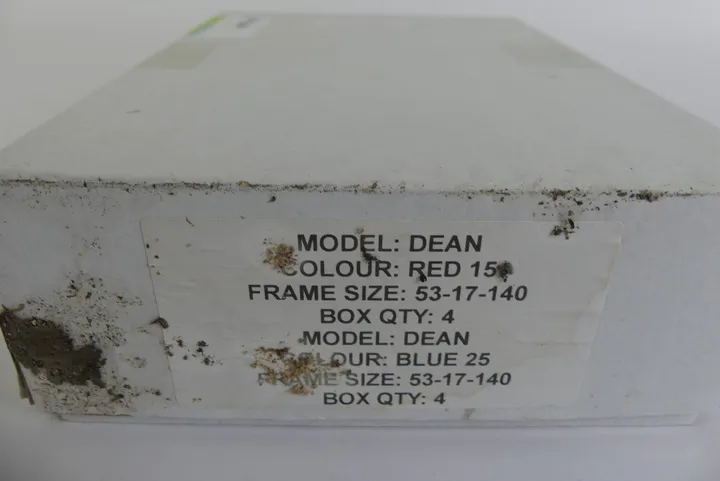 MODEL: DEAN
COLOUR: RED 15
FRAME SIZE: 53-17-140
BOX QTY: 4
MODEL: DEAN
COLOUR: BLUE 25
FRAME SIZE: 53-17-140
BOX QTY: 4